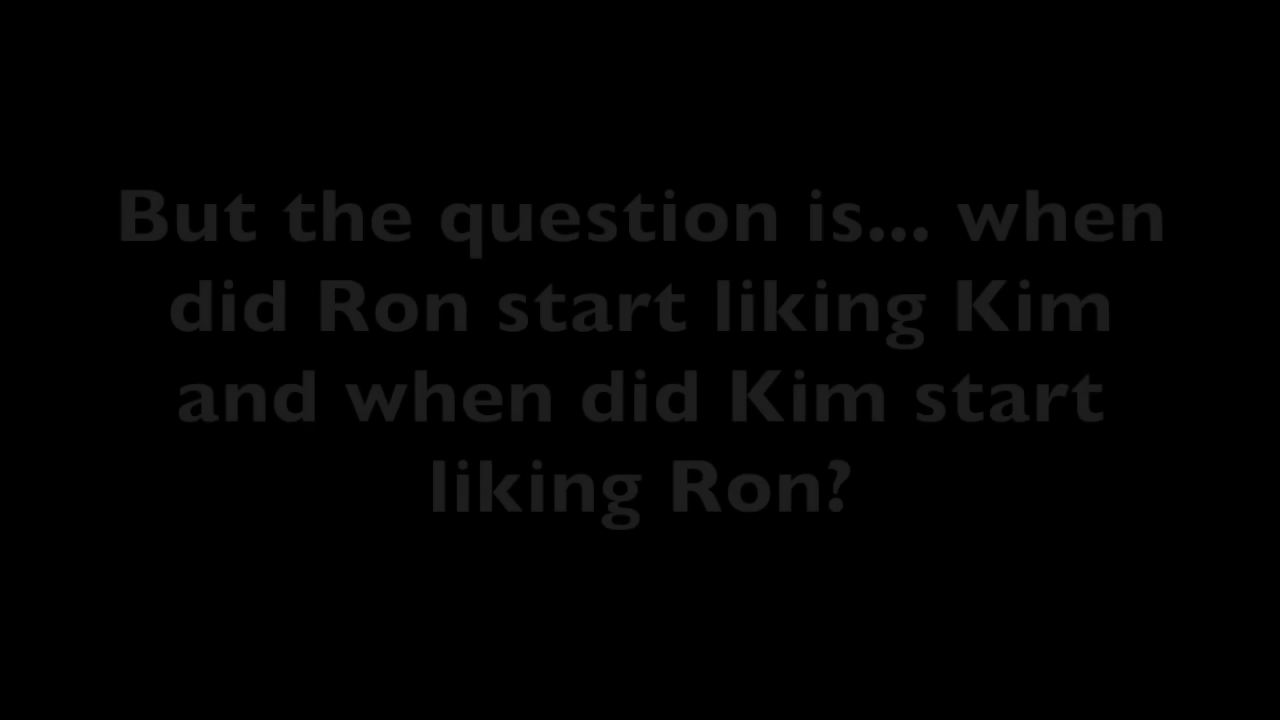 But the question is... when
did Ron start liking Kim
and when did Kim start
liking Ron?